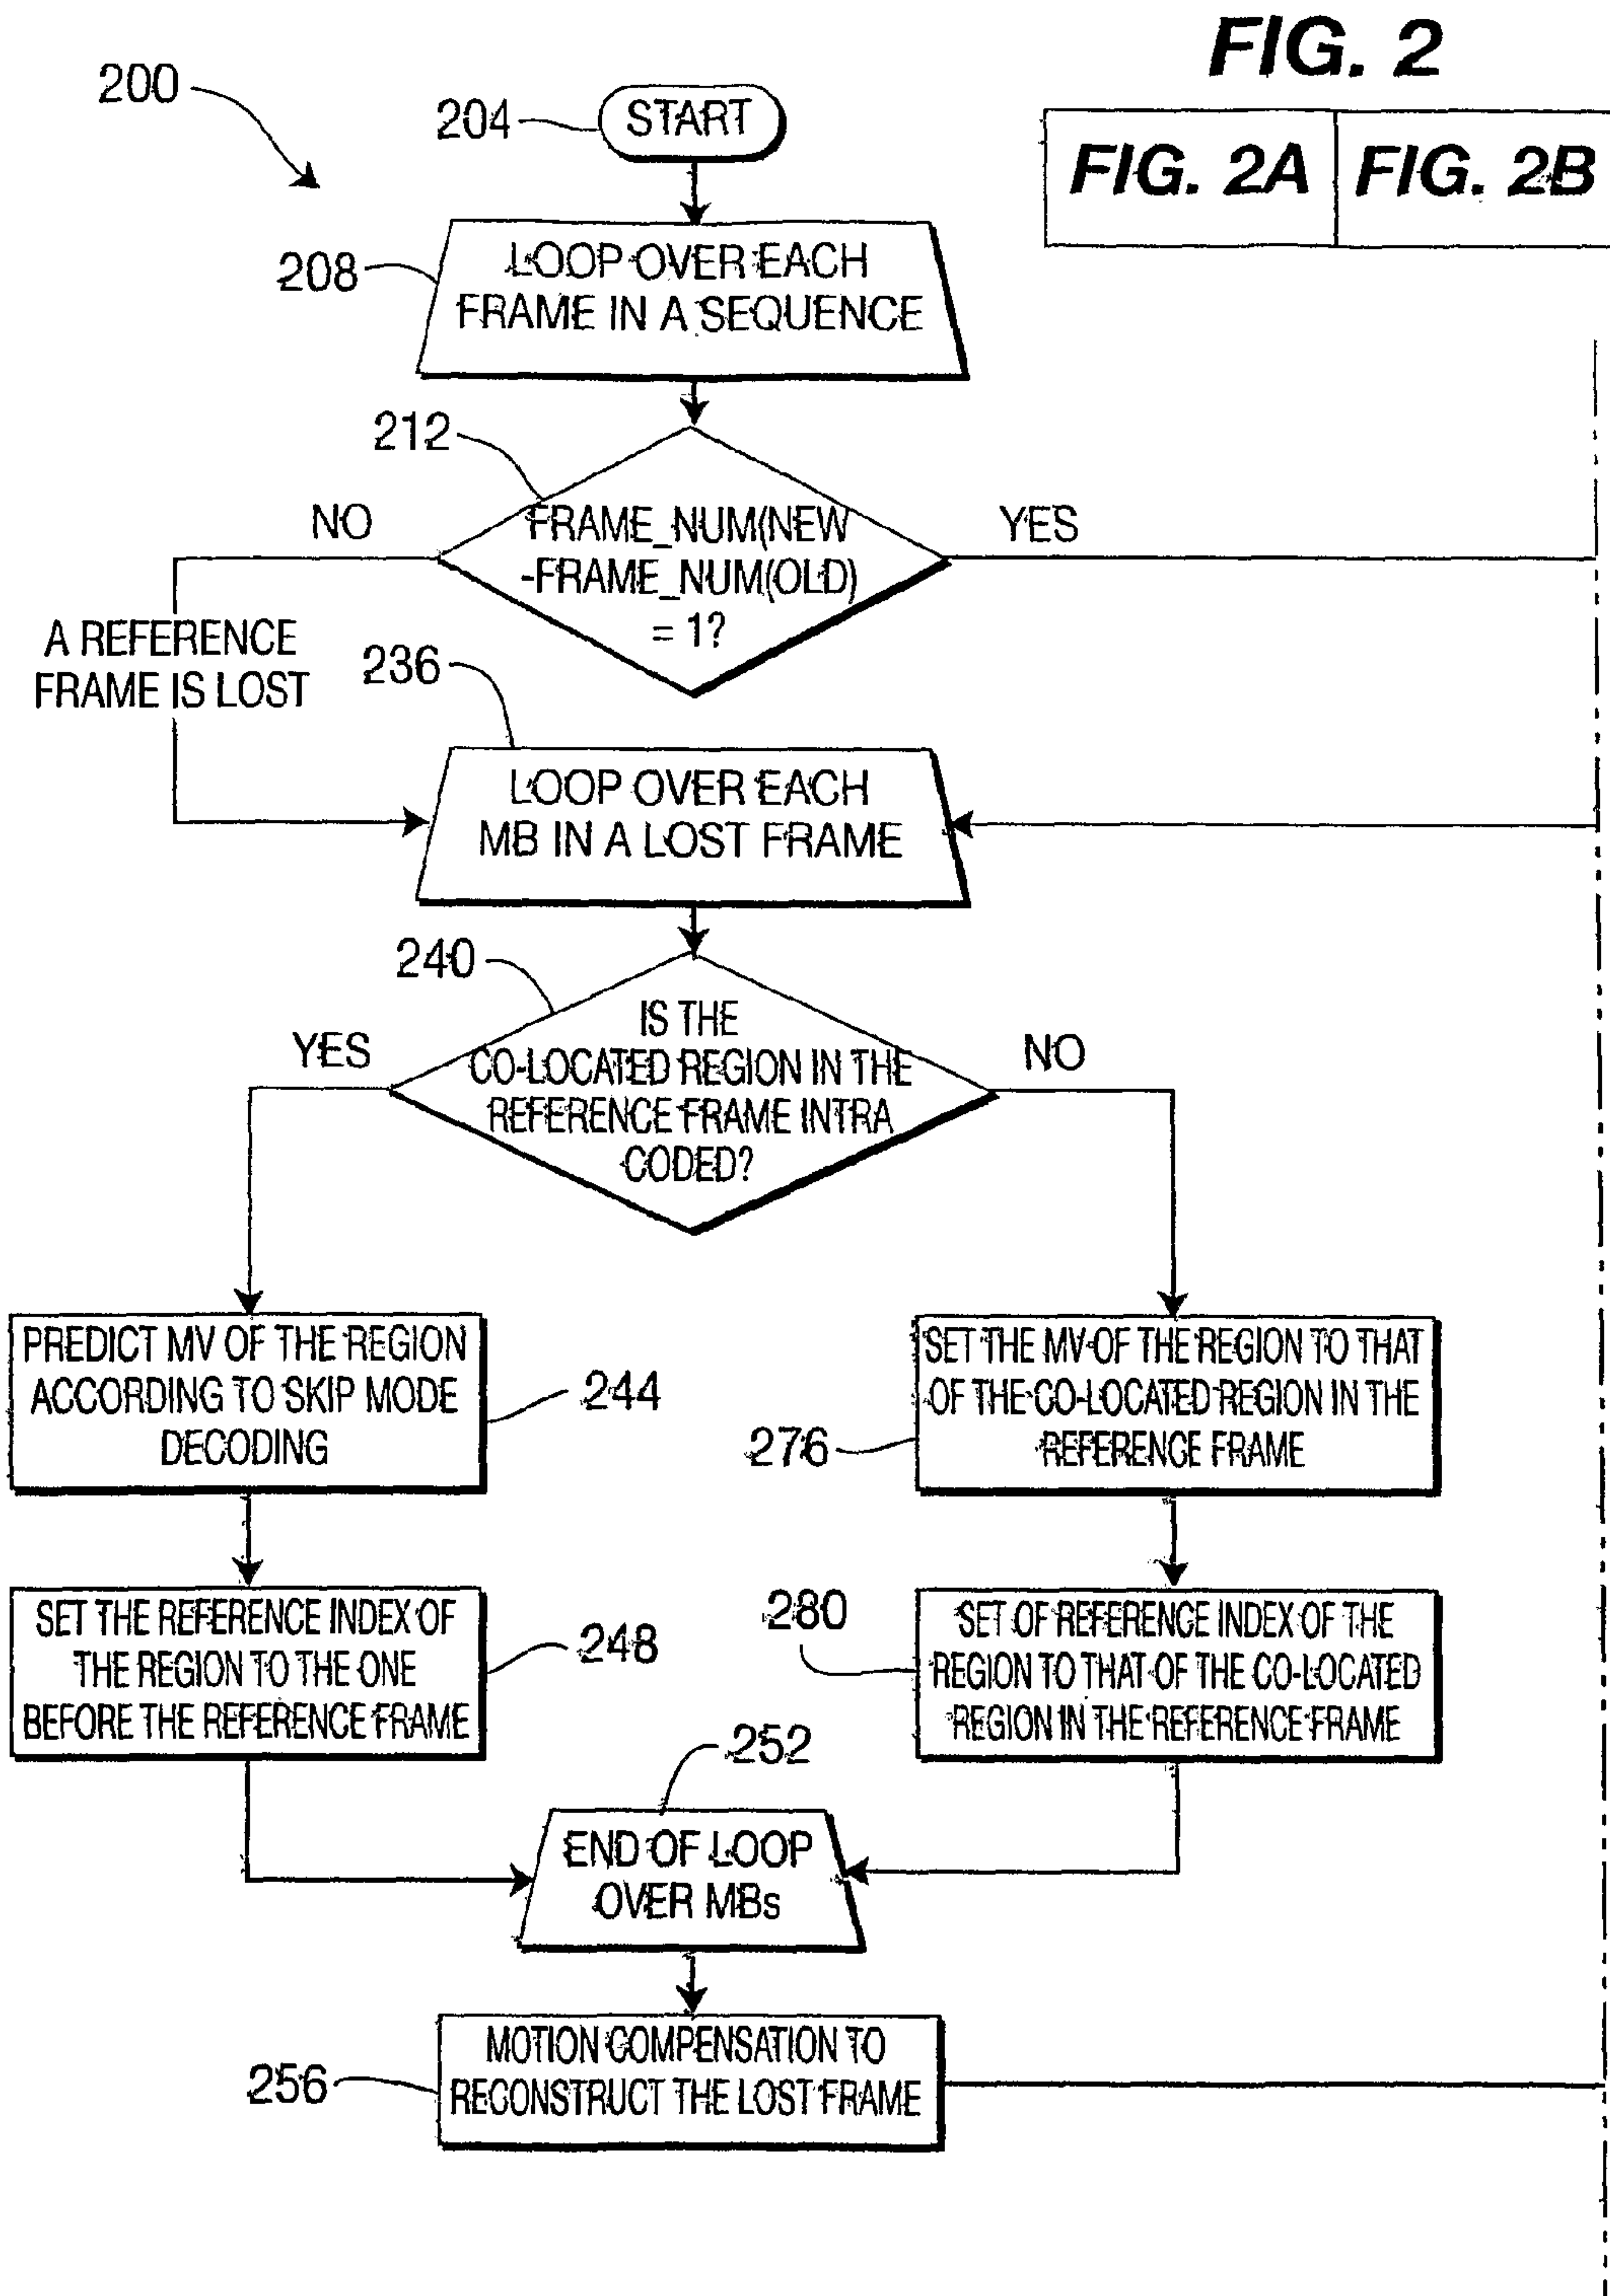 FIG. 2
FIG. 2A
FIG. 2B
200
204
START
208
LOOP OVER EACH
FRAME IN A SEQUENCE
212
NO
FRAME_NUM(NEW
-FRAME_NUM(OLD)
= 1?
YES
A REFERENCE
FRAME IS LOST
236
LOOP OVER EACH
MB IN A LOST FRAME
240
YES
IS THE
CO-LOCATED REGION IN THE
REFERENCE FRAME INTRA
CODED?
NO
PREDICT MV OF THE REGION
ACCORDING TO SKIP MODE
DECODING
244
SET THE MV OF THE REGION TO THAT
OF THE CO-LOCATED REGION IN THE
REFERENCE FRAME
276
SET THE REFERENCE INDEX OF
THE REGION TO THE ONE
BEFORE THE REFERENCE FRAME
248
280
SET OF REFERENCE INDEX OF THE
REGION TO THAT OF THE CO-LOCATED
REGION IN THE REFERENCE FRAME
252
END OF LOOP
OVER MBs
256
MOTION COMPENSATION TO
RECONSTRUCT THE LOST FRAME